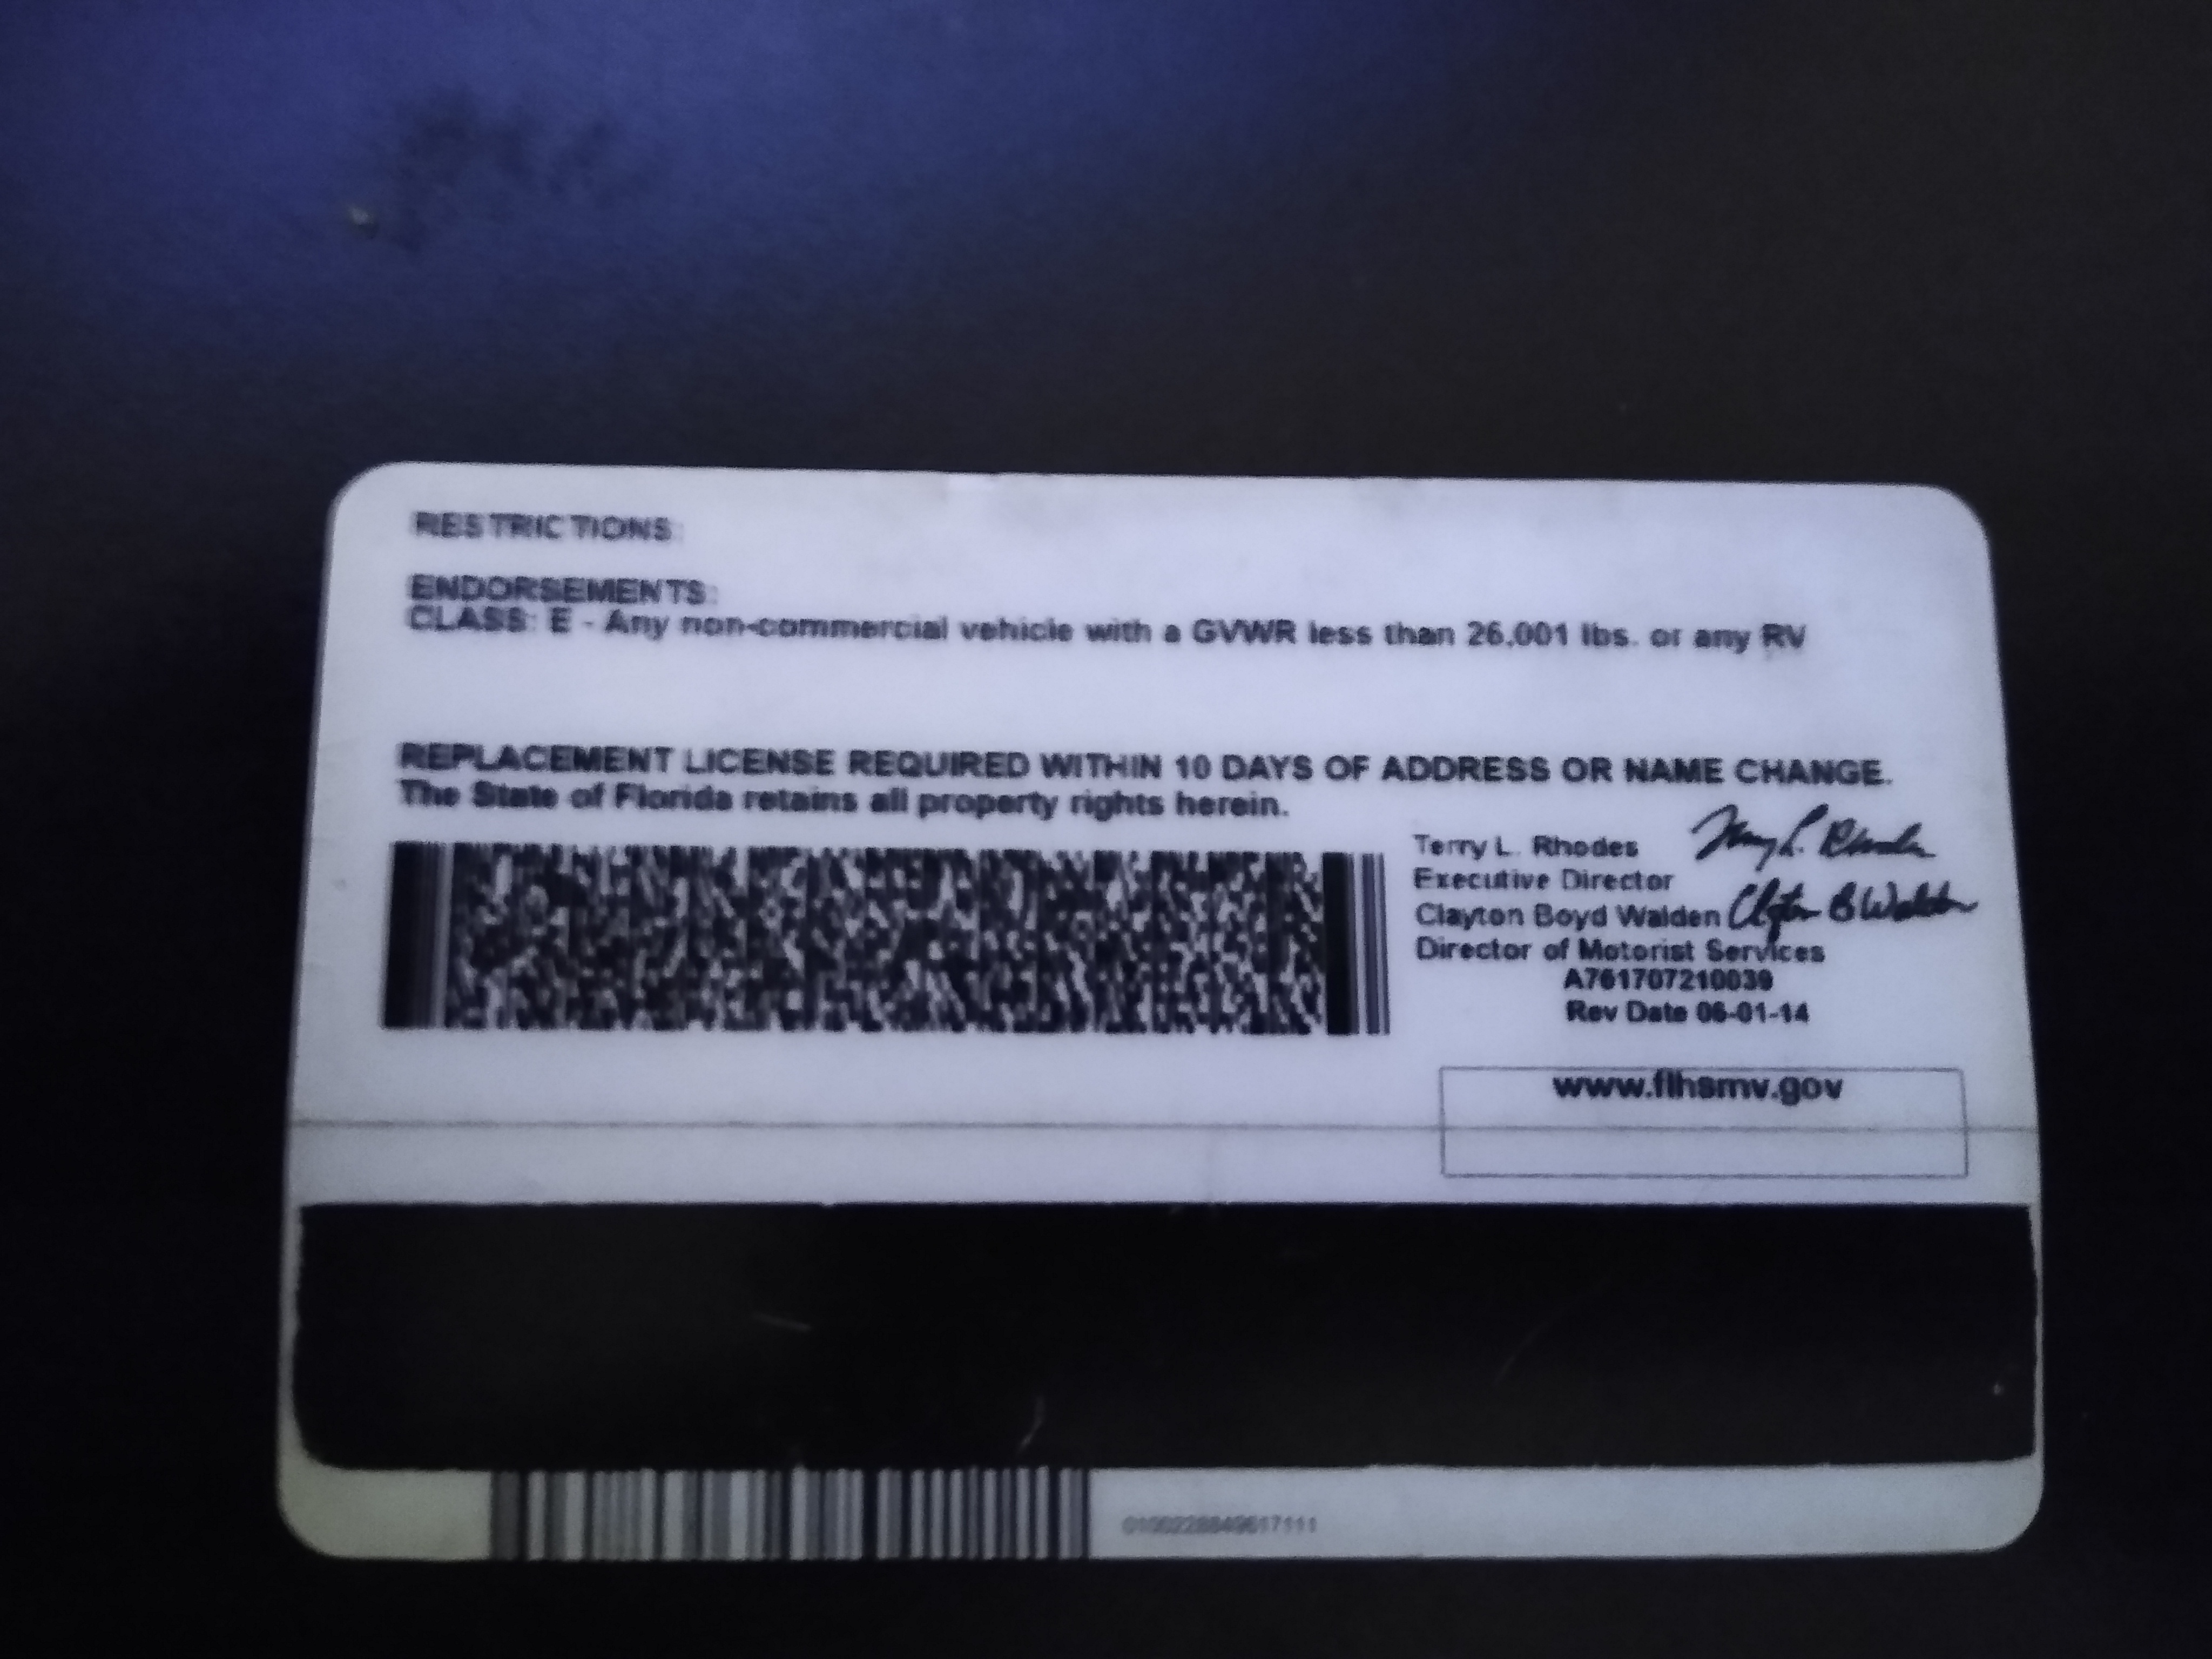 RESTRICTIONS:
ENDORSEMENTS:
CLASS: E - Any non-commercial vehicle with a GVWR less than 26,001 lbs. or any RV
REPLACEMENT LICENSE REQUIRED WITHIN 10 DAYS OF ADDRESS OR NAME CHANGE.
The State of Florida retains all property rights herein.
Terry L. Rhodes
Executive Director
Clayton Boyd Walden
Director of Motorist Services
A761707210039
Rev Date 06-01-14
www.flhsmv.gov